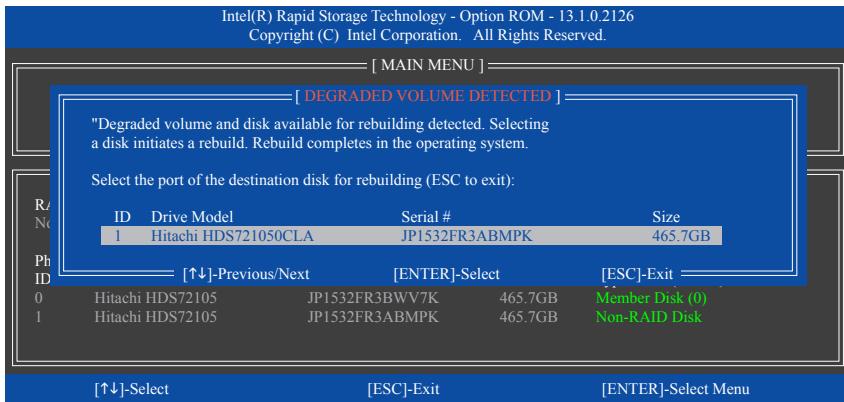 Intel(R) Rapid Storage Technology - Option ROM - 13.1.0.2126
Copyright (C) Intel Corporation. All Rights Reserved.
[ MAIN MENU ]
[ DEGRADED VOLUME DETECTED ]
"Degraded volume and disk available for rebuilding detected. Selecting
a disk initiates a rebuild. Rebuild completes in the operating system.
Select the port of the destination disk for rebuilding (ESC to exit):
ID Drive Model Serial # Size
1 Hitachi HDS721050CLA JP1532FR3ABMPK 465.7GB
[↑↓]-Previous/Next [ENTER]-Select [ESC]-Exit
ID
0 Hitachi HDS72105 JP1532FR3BWV7K 465.7GB Member Disk (0)
1 Hitachi HDS72105 JP1532FR3ABMPK 465.7GB Non-RAID Disk
[↑↓]-Select [ESC]-Exit [ENTER]-Select Menu